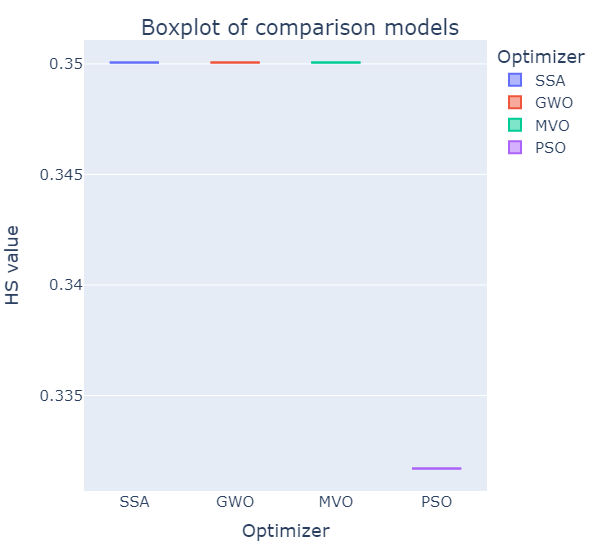 Boxplot of comparison models
HS value
0.35
0.345
0.34
0.335
SSA
GWO
MVO
PSO
Optimizer
Optimizer
SSA
GWO
MVO
PSO